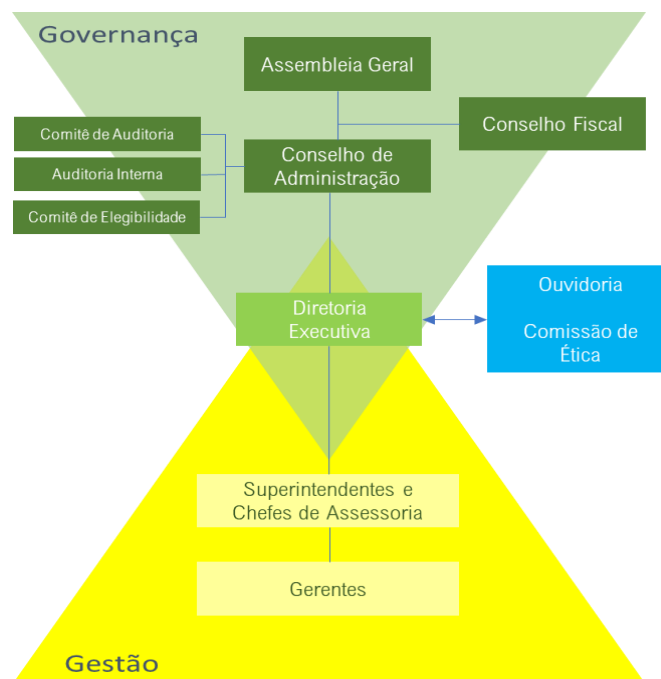 Governança
Assembleia Geral
Conselho Fiscal
Comitê de Auditoria
Auditoria Interna
Comitê de Elegibilidade
Conselho de
Administração
Diretoria
Executiva
Ouvidoria
Comissão de
Ética
Superintendentes e
Chefes de Assessoria
Gerentes
Gestão